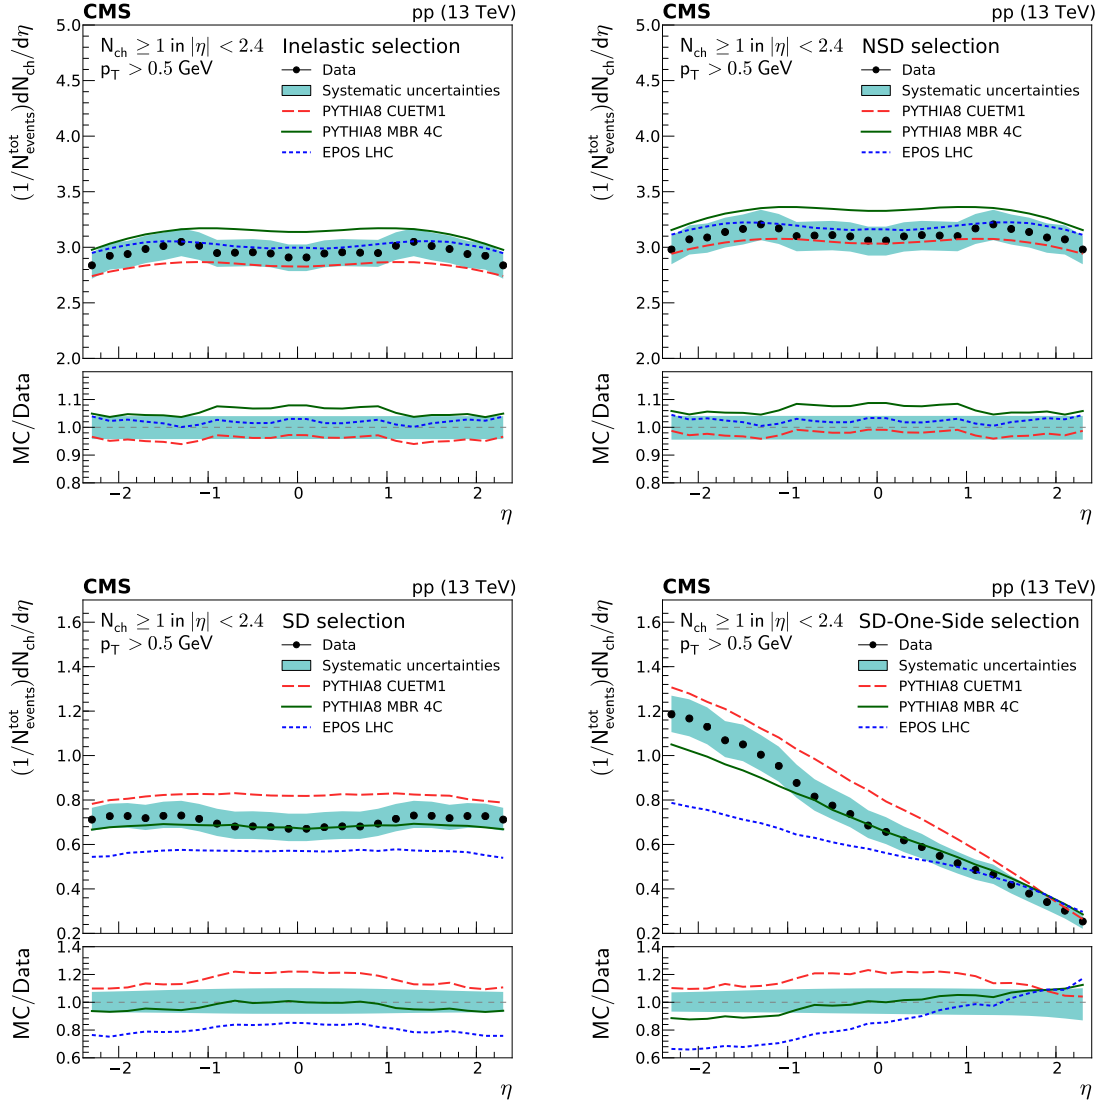 CMS pp (13 TeV)
N_ch ≥ 1 in |η| < 2.4 Inelastic selection
p_T > 0.5 GeV
Data
Systematic uncertainties
PYTHIA8 CUETM1
PYTHIA8 MBR 4C
EPOS LHC
(1/N^tot_events)dN_ch/dη
5.0
4.5
4.0
3.5
3.0
2.5
2.0
MC/Data
1.1
1.0
0.9
0.8
−2 −1 0 1 2
η
CMS pp (13 TeV)
N_ch ≥ 1 in |η| < 2.4 NSD selection
p_T > 0.5 GeV
Data
Systematic uncertainties
PYTHIA8 CUETM1
PYTHIA8 MBR 4C
EPOS LHC
(1/N^tot_events)dN_ch/dη
5.0
4.5
4.0
3.5
3.0
2.5
2.0
MC/Data
1.1
1.0
0.9
0.8
−2 −1 0 1 2
η
CMS pp (13 TeV)
N_ch ≥ 1 in |η| < 2.4 SD selection
p_T > 0.5 GeV
Data
Systematic uncertainties
PYTHIA8 CUETM1
PYTHIA8 MBR 4C
EPOS LHC
(1/N^tot_events)dN_ch/dη
1.6
1.4
1.2
1.0
0.8
0.6
0.4
0.2
MC/Data
1.4
1.2
1.0
0.8
0.6
−2 −1 0 1 2
η
CMS pp (13 TeV)
N_ch ≥ 1 in |η| < 2.4 SD-One-Side selection
p_T > 0.5 GeV
Data
Systematic uncertainties
PYTHIA8 CUETM1
PYTHIA8 MBR 4C
EPOS LHC
(1/N^tot_events)dN_ch/dη
1.6
1.4
1.2
1.0
0.8
0.6
0.4
0.2
MC/Data
1.4
1.2
1.0
0.8
0.6
−2 −1 0 1 2
η